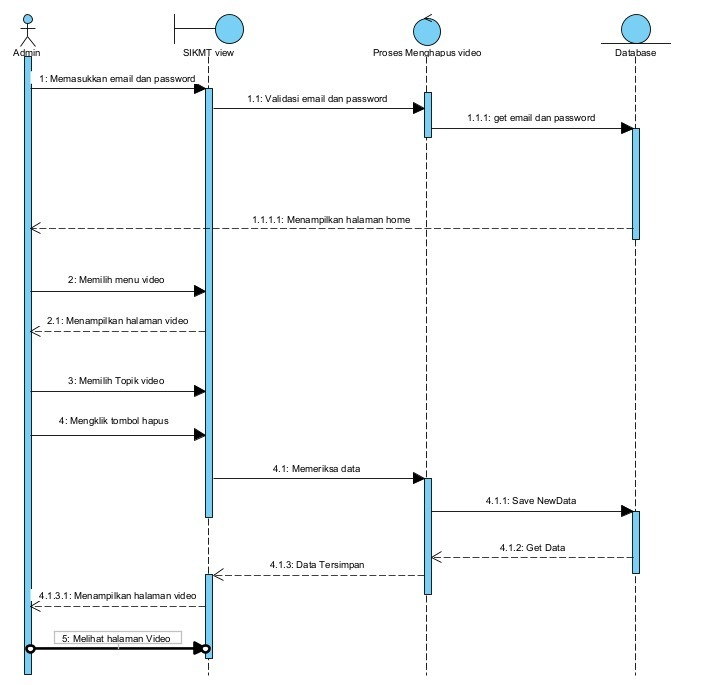 Admin
SIKMT view
Proses Menghapus video
Database
1: Memasukkan email dan password
1.1: Validasi email dan password
1.1.1: get email dan password
1.1.1.1: Menampilkan halaman home
2: Memilih menu video
2.1: Menampilkan halaman video
3: Memilih Topik video
4: Mengklik tombol hapus
4.1: Memeriksa data
4.1.1: Save NewData
4.1.2: Get Data
4.1.3: Data Tersimpan
4.1.3.1: Menampilkan halaman video
5: Melihat halaman Video